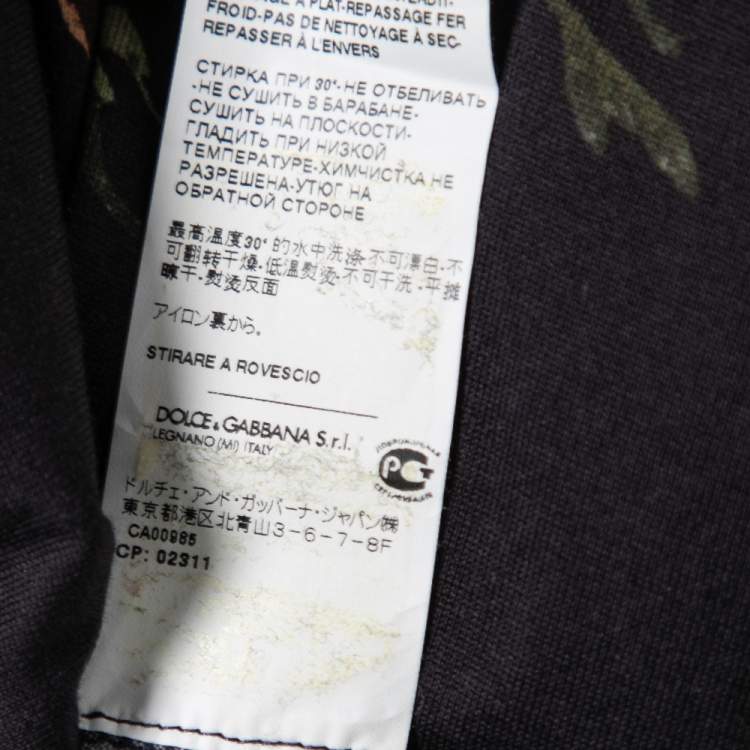 À PLAT-REPASSAGE FER
FROID-PAS DE NETTOYAGE À SEC-
REPASSER À L'ENVERS
СТИРКА ПРИ 30°-НЕ ОТБЕЛИВАТЬ
-НЕ СУШИТЬ В БАРАБАНЕ-
СУШИТЬ НА ПЛОСКОСТИ-
ГЛАДИТЬ ПРИ НИЗКОЙ
ТЕМПЕРАТУРЕ-ХИМЧИСТКА НЕ
РАЗРЕШЕНА-УТЮГ НА
ОБРАТНОЙ СТОРОНЕ
最高温度30°的水中洗涤-不可漂白-不
可翻转干燥-低温熨烫-不可干洗-平摊
晾干-熨烫反面
アイロン裏から。
STIRARE A ROVESCIO
DOLCE & GABBANA S.r.l.
LEGNANO (MI) ITALY
РСТ
ドルチェ・アンド・ガッバーナ・ジャパン㈱
東京都港区北青山3-6-7-8F
CA00985
CP: 02311